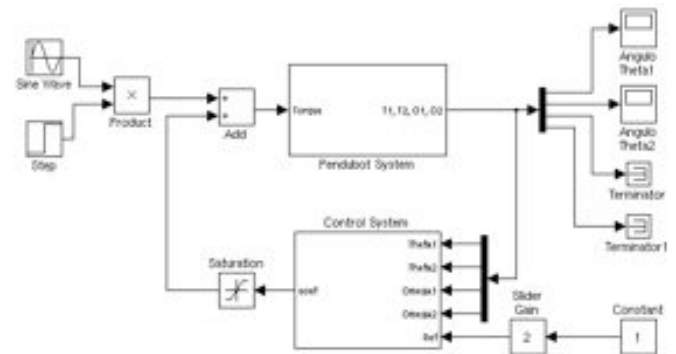 Sine Wave
Step
×
Product
+
+
Add
Torque
T1, T2, O1, O2
Pendubot System
Angulo
Theta1
Angulo
Theta2
Terminator
Terminator1
Control System
Theta1
Theta2
Omega1
Omega2
Saturation
Slider
Gain
2
Constant
1